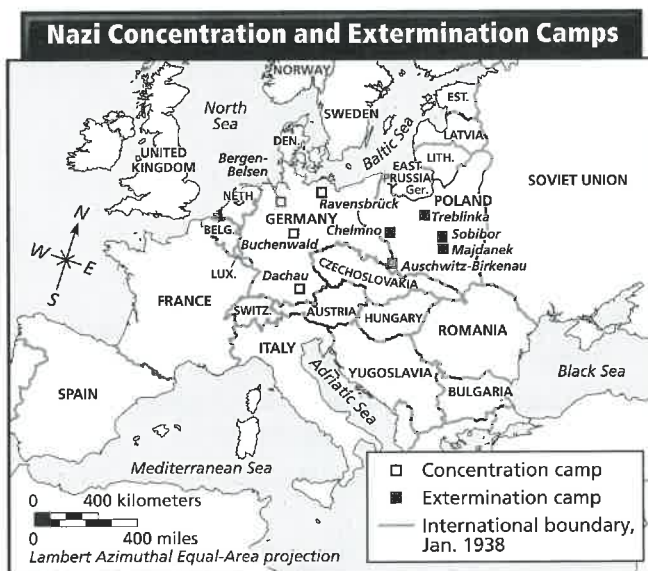 Nazi Concentration and Extermination Camps
NORWAY
North
Sea
SWEDEN
EST.
Baltic Sea
LATVIA
DEN.
LITH.
UNITED
KINGDOM
Bergen-
Belsen
EAST
PRUSSIA
Ger.
SOVIET UNION
NETH.
Ravensbrück
POLAND
Treblinka
GERMANY
Chelmno
Sobibor
BELG.
Buchenwald
Majdanek
N
W
E
S
LUX.
Auschwitz-Birkenau
Dachau
CZECHOSLOVAKIA
FRANCE
SWITZ.
AUSTRIA
HUNGARY
ROMANIA
ITALY
Adriatic Sea
YUGOSLAVIA
Black Sea
SPAIN
BULGARIA
Mediterranean Sea
Concentration camp
Extermination camp
International boundary,
Jan. 1938
0 400 kilometers
0 400 miles
Lambert Azimuthal Equal-Area projection